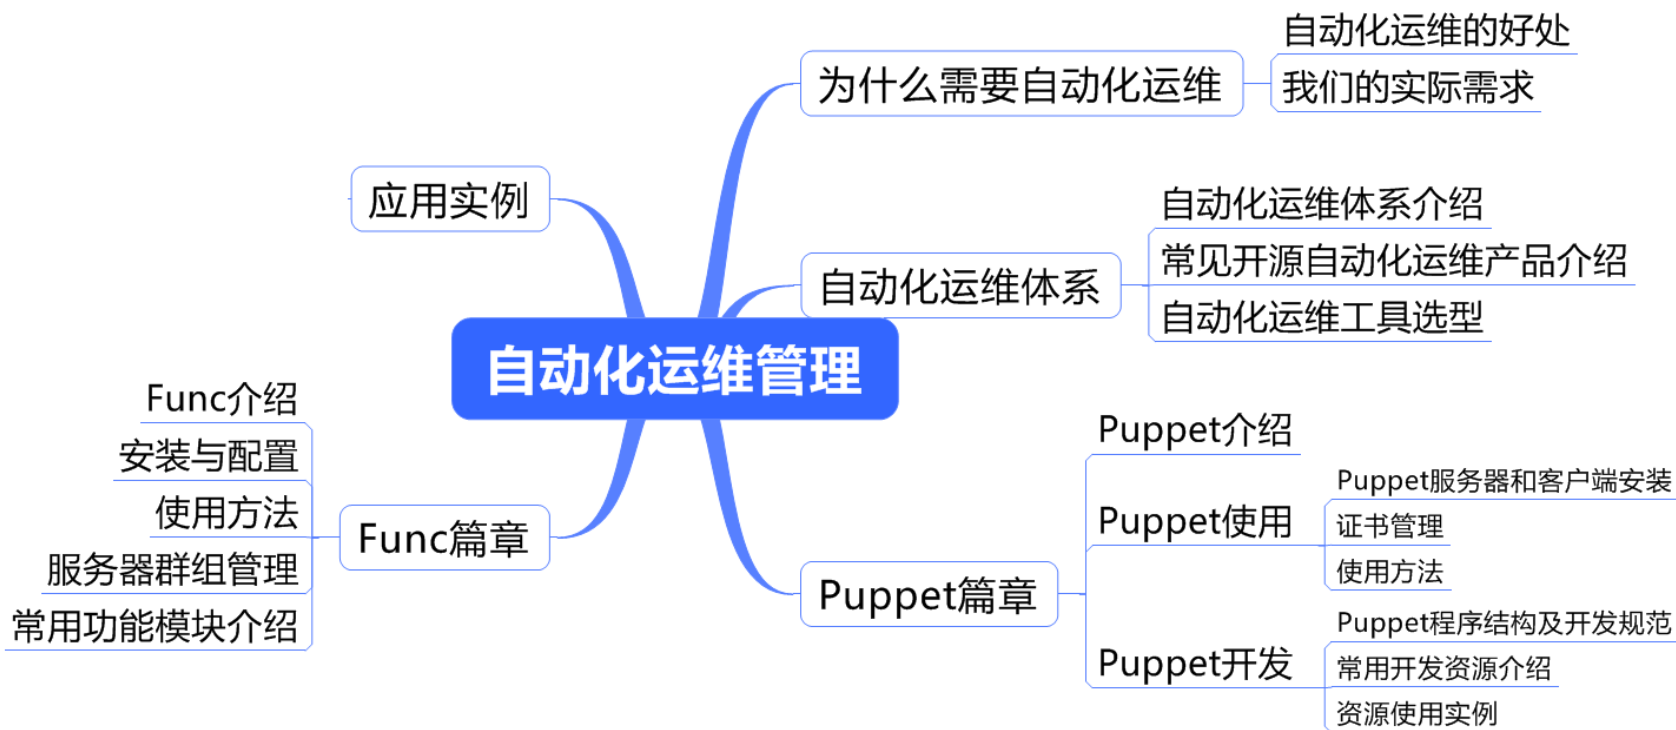 自动化运维管理
为什么需要自动化运维
自动化运维的好处
我们的实际需求
自动化运维体系
自动化运维体系介绍
常见开源自动化运维产品介绍
自动化运维工具选型
Puppet篇章
Puppet介绍
Puppet使用
Puppet服务器和客户端安装
证书管理
使用方法
Puppet开发
Puppet程序结构及开发规范
常用开发资源介绍
资源使用实例
Func篇章
Func介绍
安装与配置
使用方法
服务器群组管理
常用功能模块介绍
应用实例